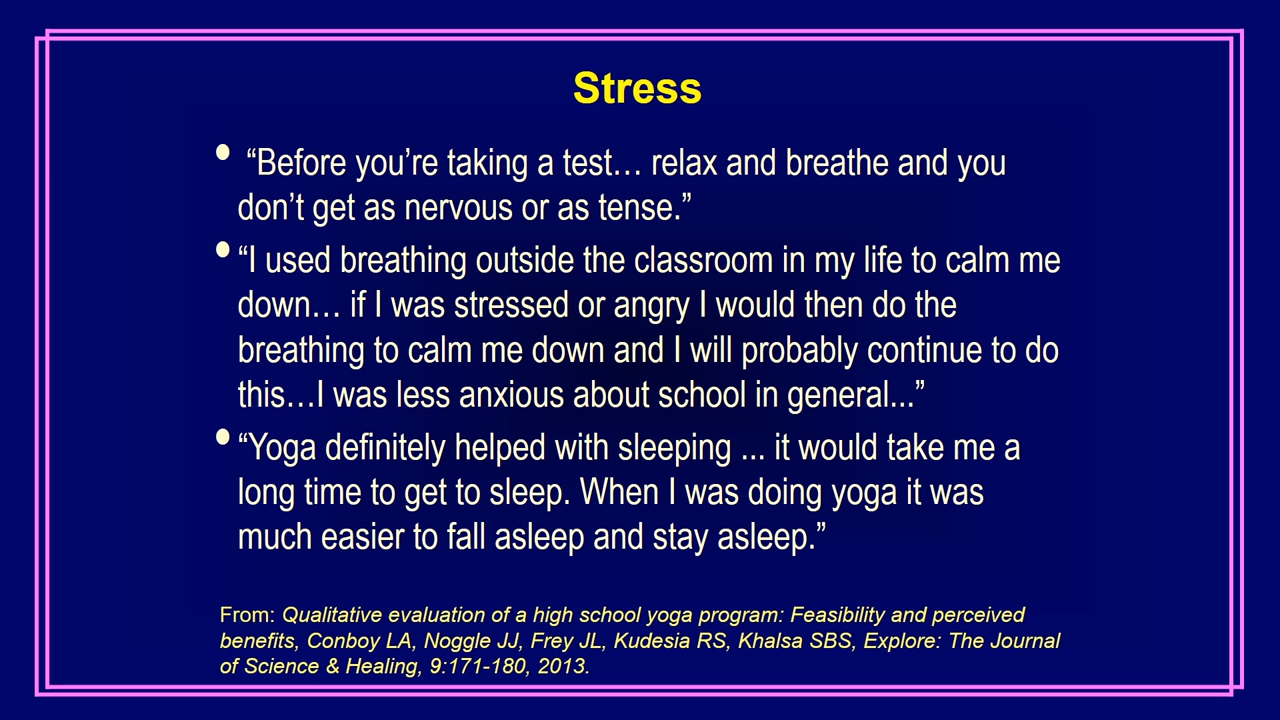 Stress
• “Before you’re taking a test… relax and breathe and you
don’t get as nervous or as tense.”
• “I used breathing outside the classroom in my life to calm me
down… if I was stressed or angry I would then do the
breathing to calm me down and I will probably continue to do
this…I was less anxious about school in general...”
• “Yoga definitely helped with sleeping ... it would take me a
long time to get to sleep. When I was doing yoga it was
much easier to fall asleep and stay asleep.”
From: Qualitative evaluation of a high school yoga program: Feasibility and perceived
benefits, Conboy LA, Noggle JJ, Frey JL, Kudesia RS, Khalsa SBS, Explore: The Journal
of Science & Healing, 9:171-180, 2013.